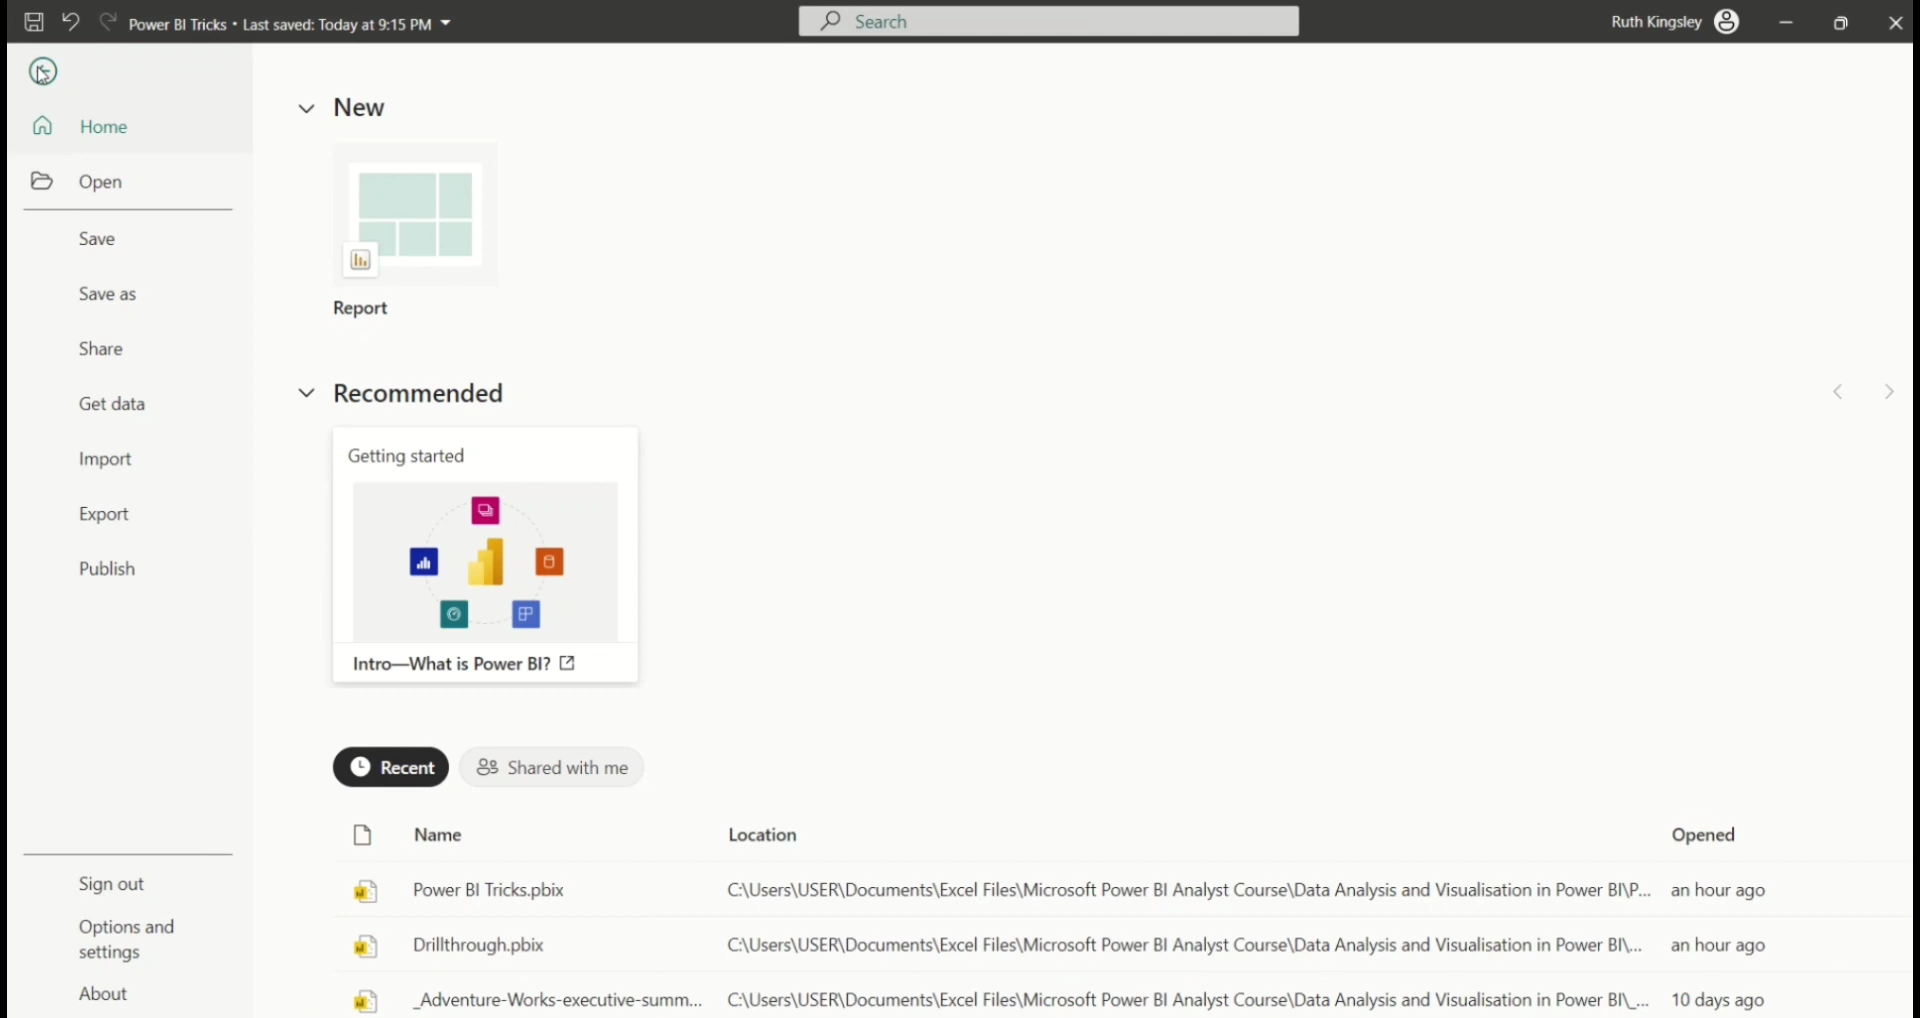 Power BI Tricks • Last saved: Today at 9:15 PM
Search
Ruth Kingsley
Home
Open
Save
Save as
Share
Get data
Import
Export
Publish
Sign out
Options and
settings
About
New
Report
Recommended
Getting started
Intro—What is Power BI?
Recent
Shared with me
Name Location Opened
Power BI Tricks.pbix C:\Users\USER\Documents\Excel Files\Microsoft Power BI Analyst Course\Data Analysis and Visualisation in Power BI\P... an hour ago
Drillthrough.pbix C:\Users\USER\Documents\Excel Files\Microsoft Power BI Analyst Course\Data Analysis and Visualisation in Power BI\... an hour ago
_Adventure-Works-executive-summ... C:\Users\USER\Documents\Excel Files\Microsoft Power BI Analyst Course\Data Analysis and Visualisation in Power BI\_... 10 days ago